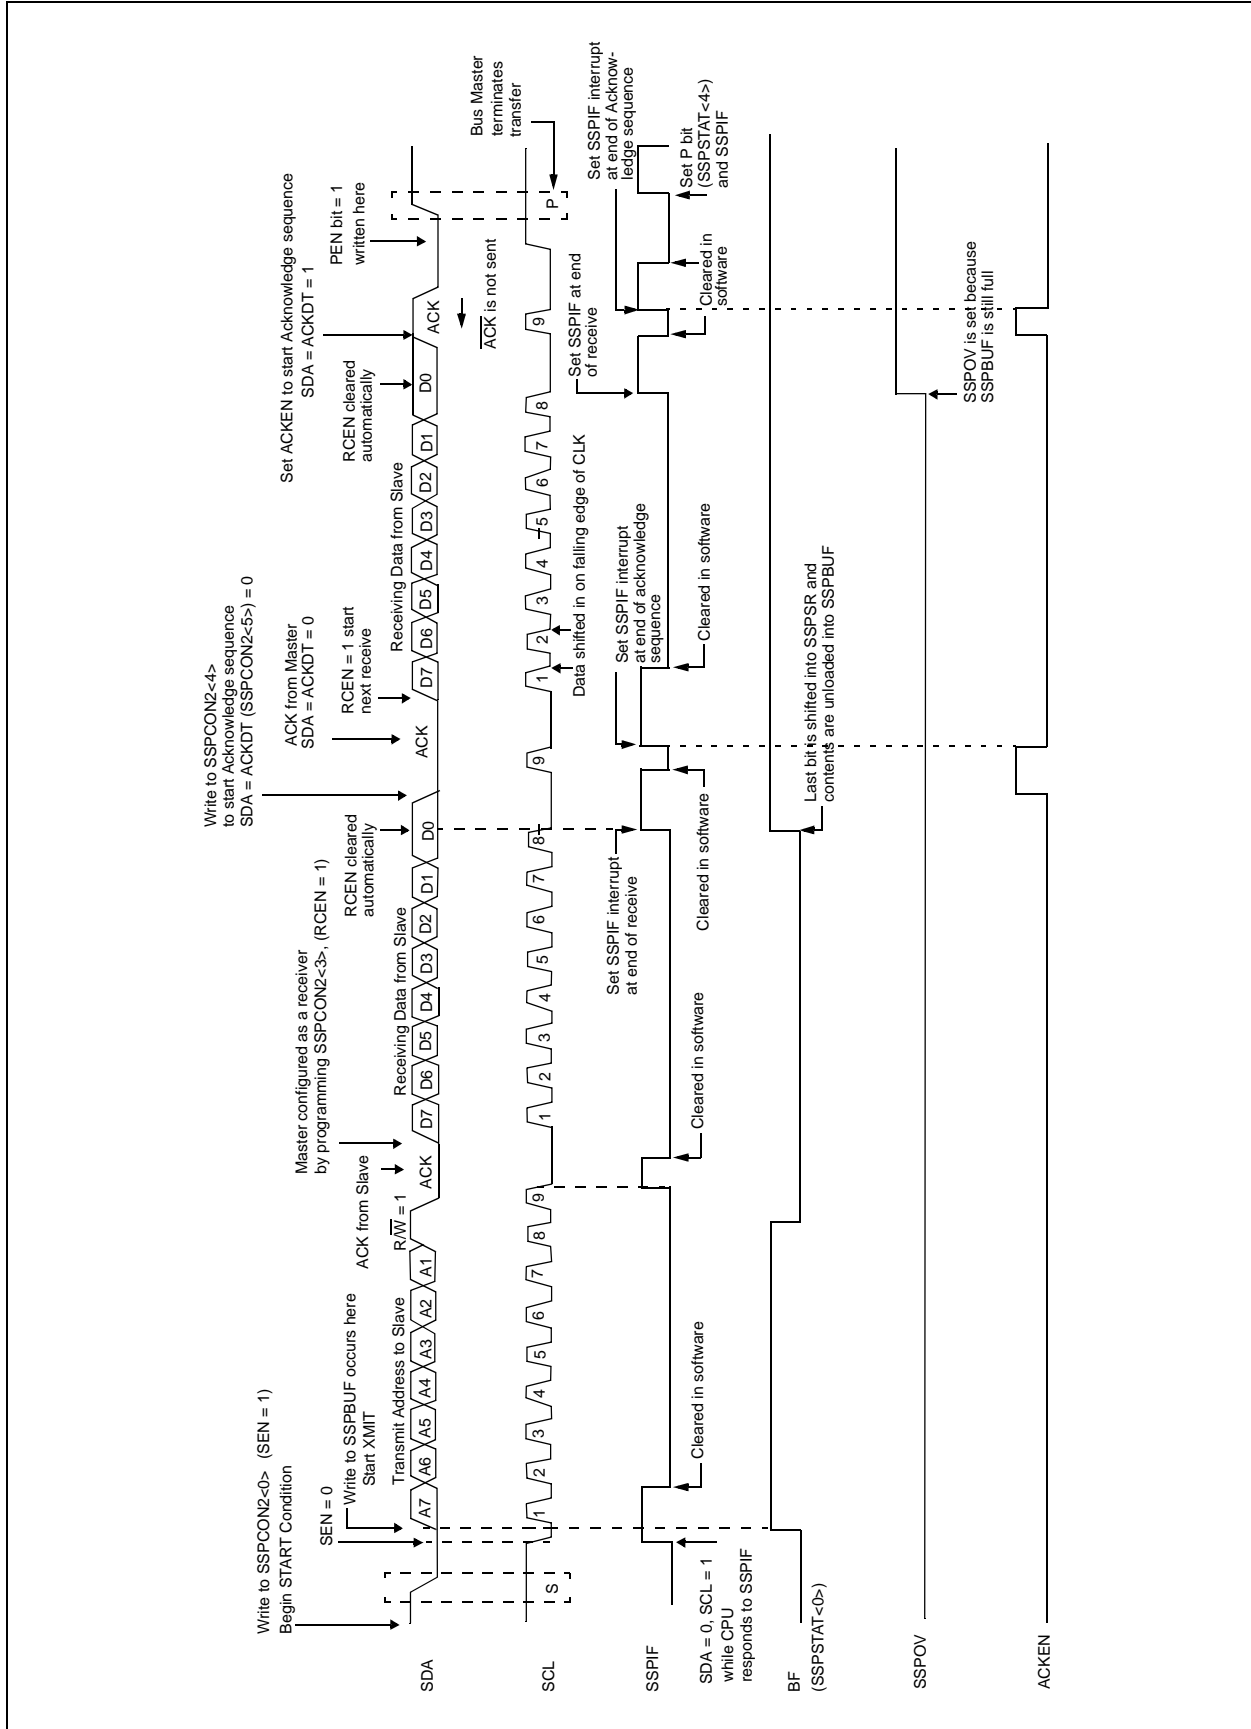 Write to SSPCON2<0> (SEN = 1)
Begin START Condition
SEN = 0
Write to SSPBUF occurs here
Start XMIT
Transmit Address to Slave
R/W = 1
ACK from Slave
Master configured as a receiver
by programming SSPCON2<3>, (RCEN = 1)
Receiving Data from Slave
RCEN cleared
automatically
Write to SSPCON2<4>
to start Acknowledge sequence
SDA = ACKDT (SSPCON2<5>) = 0
ACK from Master
SDA = ACKDT = 0
RCEN = 1 start
next receive
Receiving Data from Slave
RCEN cleared
automatically
Set ACKEN to start Acknowledge sequence
SDA = ACKDT = 1
PEN bit = 1
written here
SDA
A7 A6 A5 A4 A3 A2 A1
ACK
D7 D6 D5 D4 D3 D2 D1 D0
ACK
D7 D6 D5 D4 D3 D2 D1 D0
ACK
ACK is not sent
Bus Master
terminates
transfer
SCL
S
1 2 3 4 5 6 7 8 9
1 2 3 4 5 6 7 8 9
1 2 3 4 5 6 7 8 9
P
Data shifted in on falling edge of CLK
SSPIF
SDA = 0, SCL = 1
while CPU
responds to SSPIF
Cleared in software
Cleared in software
Set SSPIF interrupt
at end of receive
Cleared in software
Set SSPIF interrupt
at end of acknowledge
sequence
Cleared in software
Set SSPIF at end
of receive
Cleared in
software
Set SSPIF interrupt
at end of Acknow-
ledge sequence
Set P bit
(SSPSTAT<4>)
and SSPIF
BF
(SSPSTAT<0>)
Last bit is shifted into SSPSR and
contents are unloaded into SSPBUF
SSPOV
SSPOV is set because
SSPBUF is still full
ACKEN